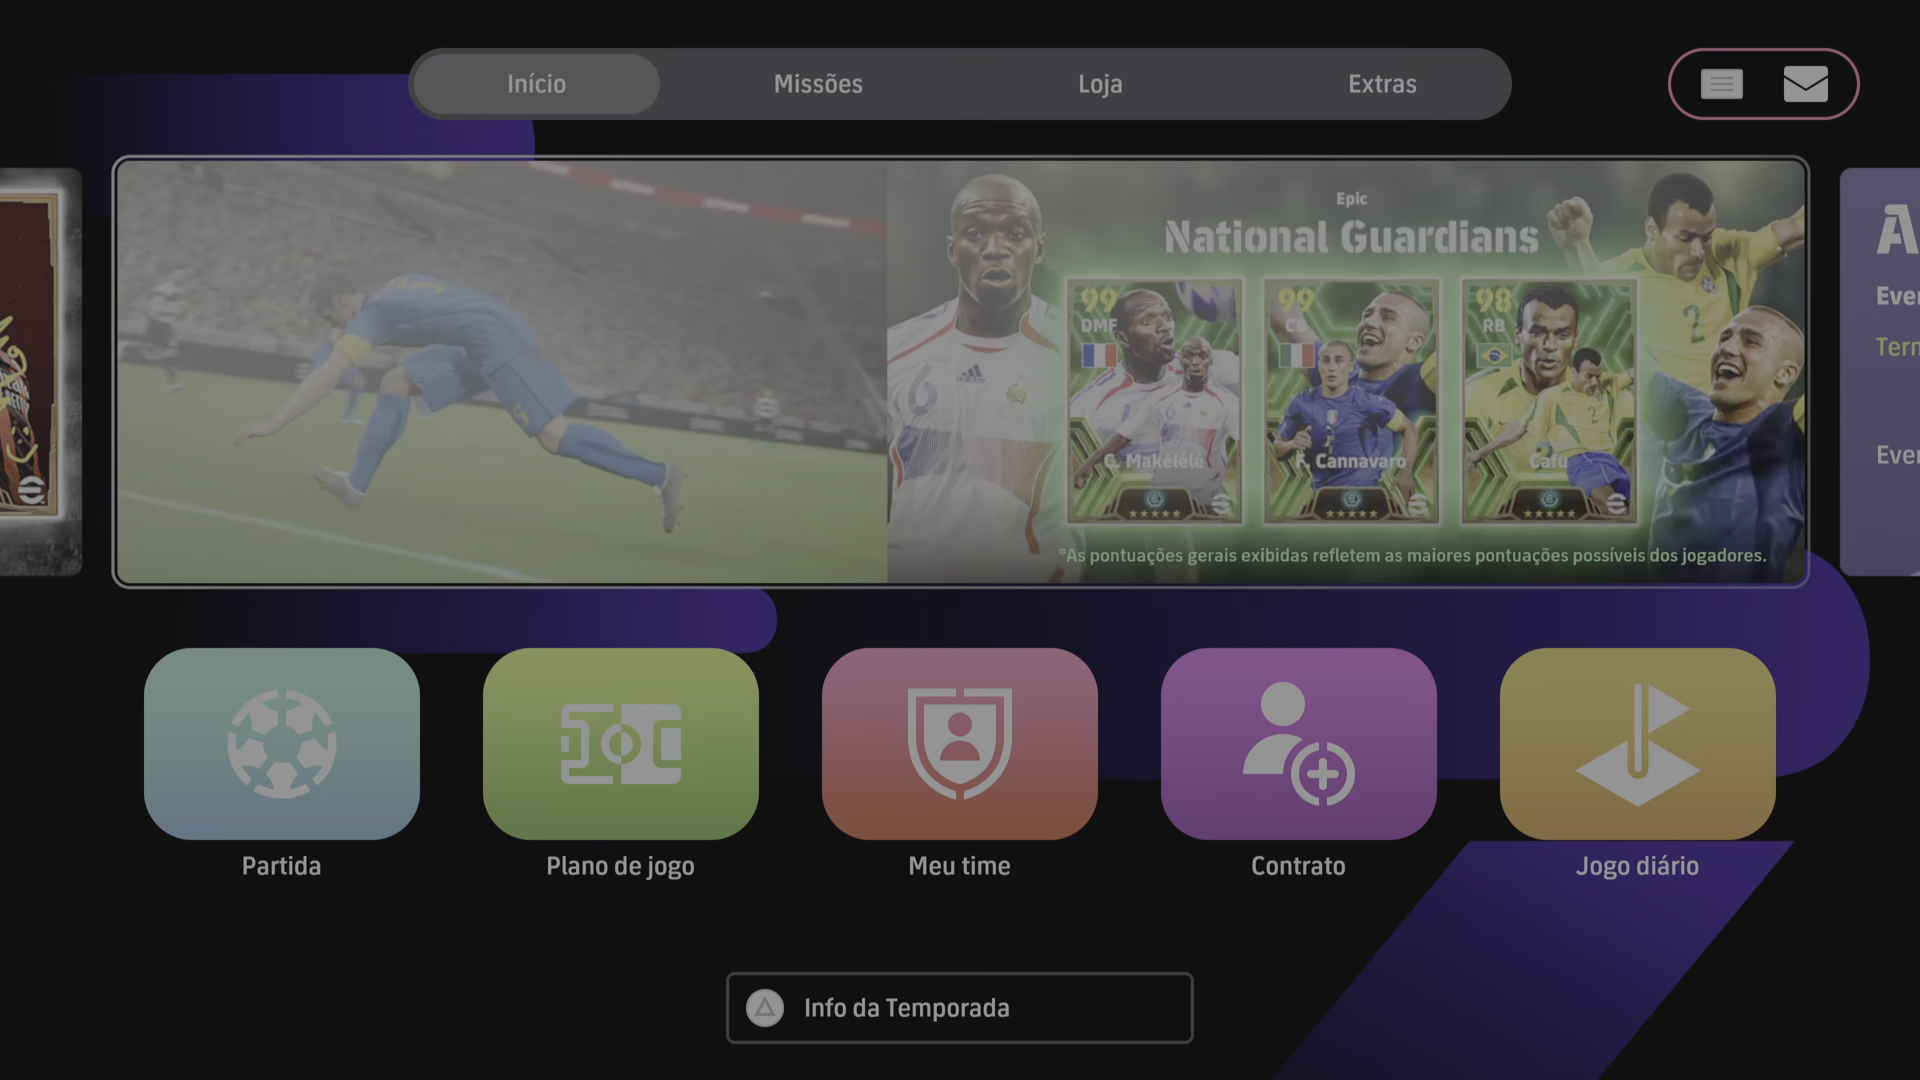 Início
Missões
Loja
Extras
Epic
National Guardians
99
DMF
C. Makélélé
99
CB
F. Cannavaro
98
RB
Cafu
*As pontuações gerais exibidas refletem as maiores pontuações possíveis dos jogadores.
Partida
Plano de jogo
Meu time
Contrato
Jogo diário
Info da Temporada